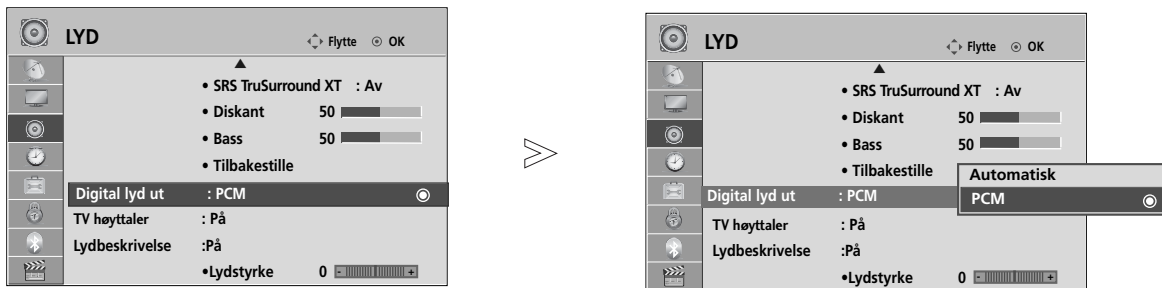 LYD
Flytte OK
• SRS TruSurround XT : Av
• Diskant 50
• Bass 50
• Tilbakestille
Digital lyd ut : PCM
TV høyttaler : På
Lydbeskrivelse :På
•Lydstyrke 0 - +
LYD
Flytte OK
• SRS TruSurround XT : Av
• Diskant 50
• Bass 50
• Tilbakestille
Automatisk
Digital lyd ut : PCM
PCM
TV høyttaler : På
Lydbeskrivelse :På
•Lydstyrke 0 - +